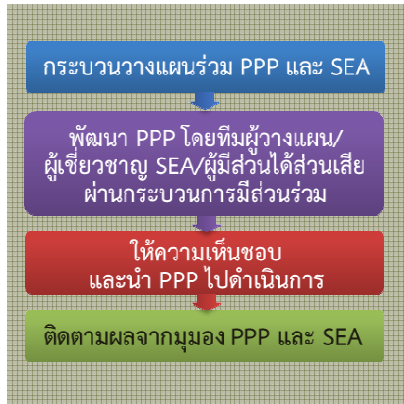 กระบวนวางแผนร่วม PPP และ SEA
พัฒนา PPP โดยทีมผู้วางแผน/
ผู้เชี่ยวชาญ SEA/ผู้มีส่วนได้ส่วนเสีย
ผ่านกระบวนการมีส่วนร่วม
ให้ความเห็นชอบ
และนำ PPP ไปดำเนินการ
ติดตามผลจากมุมอง PPP และ SEA